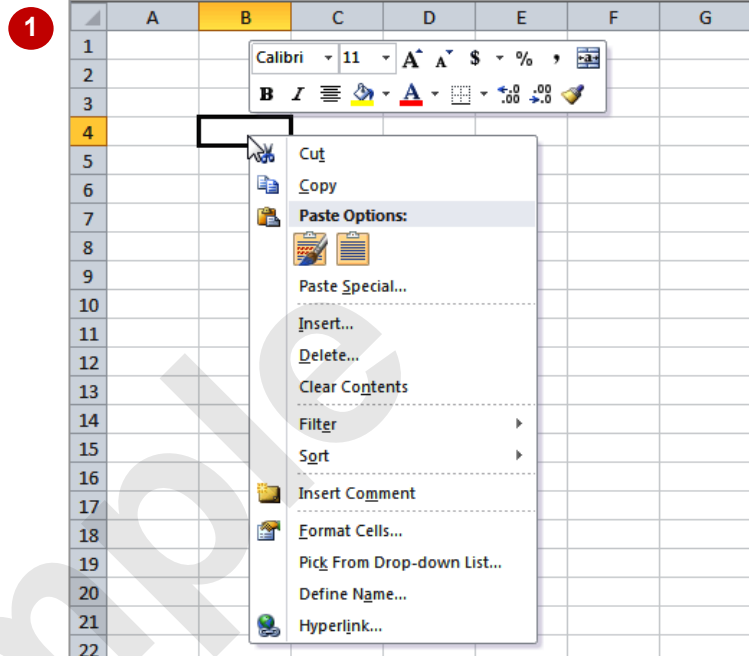 1
A B C D E F G
1
Calibri 11 A A $ % ,
2
B I A .00 .00
3
4
5
Cut
6
Copy
7
Paste Options:
8
9
Paste Special...
10
11
Insert...
12
Delete...
13
Clear Contents
14
Filter
15
Sort
16
17
Insert Comment
18
Format Cells...
19
Pick From Drop-down List...
20
Define Name...
21
Hyperlink...
22
mple